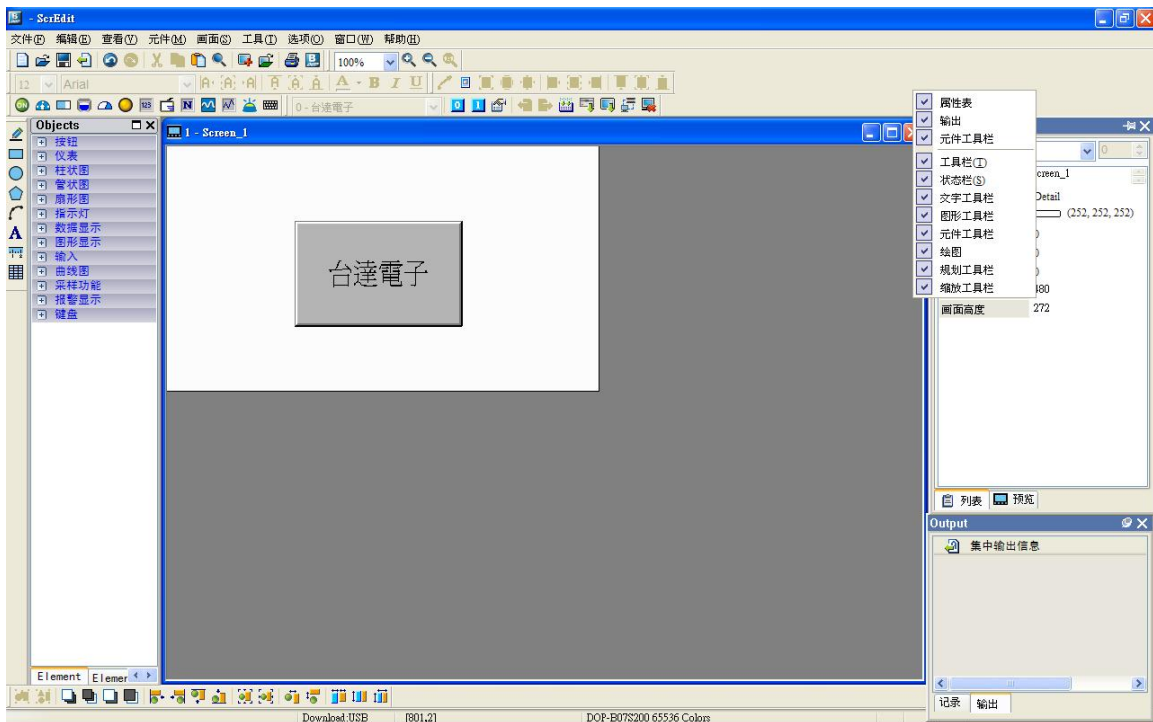 - ScrEdit
文件(F) 编辑(E) 查看(V) 元件(M) 画面(S) 工具(T) 选项(O) 窗口(W) 帮助(H)
100%
12 Arial A A A A A A A B I U
ON 123 N 0 - 台達電子 0 1
Objects
按钮
仪表
柱状图
管状图
扇形图
指示灯
数据显示
图形显示
输入
曲线图
采样功能
报警显示
键盘
Element Elemer
1 - Screen_1
台達電子
属性表
输出
元件工具栏
工具栏(T)
状态栏(S)
文字工具栏
图形工具栏
元件工具栏
绘图
规划工具栏
缩放工具栏
0
creen_1
Detail
(252, 252, 252)
画面高度 272
列表 预览
Output
集中输出信息
记录 输出
Download:USB [801,2] DOP-B07S200 65536 Colors